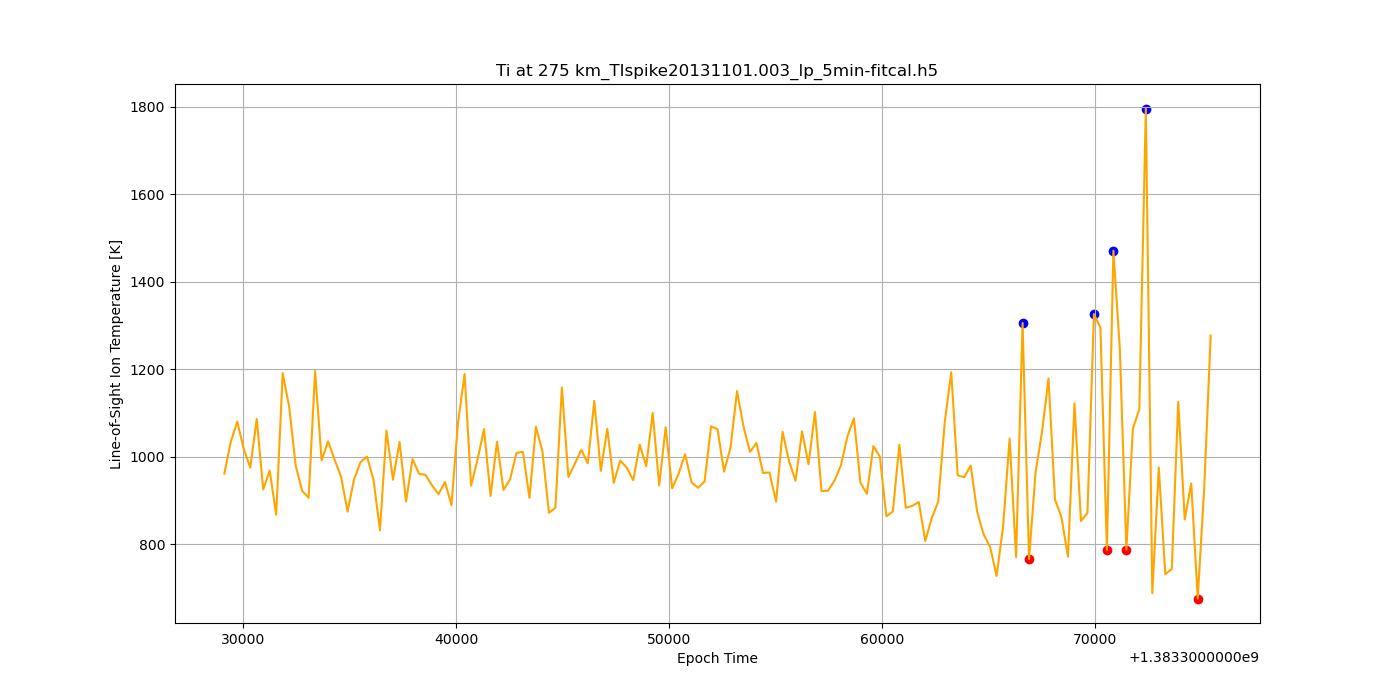 Ti at 275 km_TIspike20131101.003_lp_5min-fitcal.h5
Line-of-Sight Ion Temperature [K]
1800
1600
1400
1200
1000
800
30000 40000 50000 60000 70000
Epoch Time
+1.3833000000e9